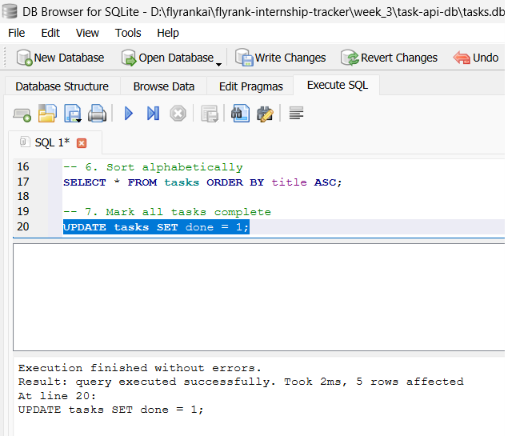 DB Browser for SQLite - D:\flyrankai\flyrank-internship-tracker\week_3\task-api-db\tasks.db
File Edit View Tools Help
New Database Open Database Write Changes Revert Changes Undo
Database Structure Browse Data Edit Pragmas Execute SQL
SQL 1*
16 -- 6. Sort alphabetically
17 SELECT * FROM tasks ORDER BY title ASC;
18
19 -- 7. Mark all tasks complete
20 UPDATE tasks SET done = 1;
Execution finished without errors.
Result: query executed successfully. Took 2ms, 5 rows affected
At line 20:
UPDATE tasks SET done = 1;